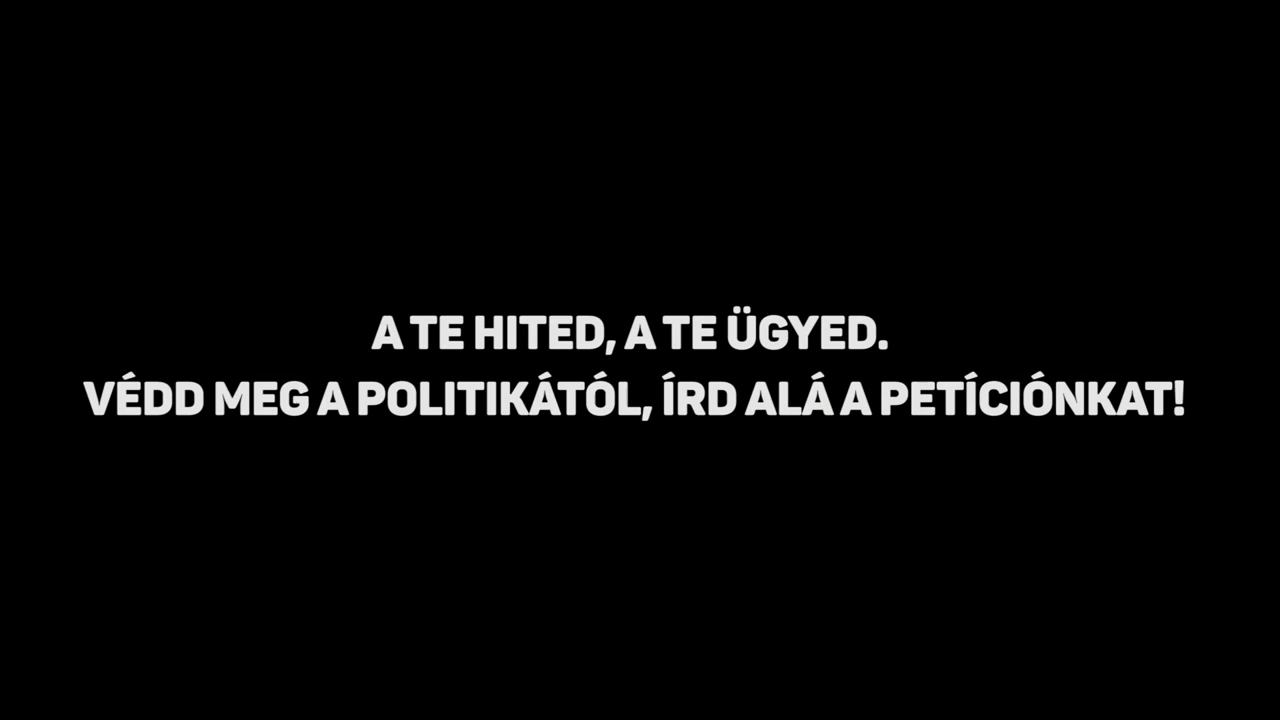 A TE HITED, A TE ÜGYED.
VÉDD MEG A POLITIKÁTÓL, ÍRD ALÁ A PETÍCIÓNKAT!